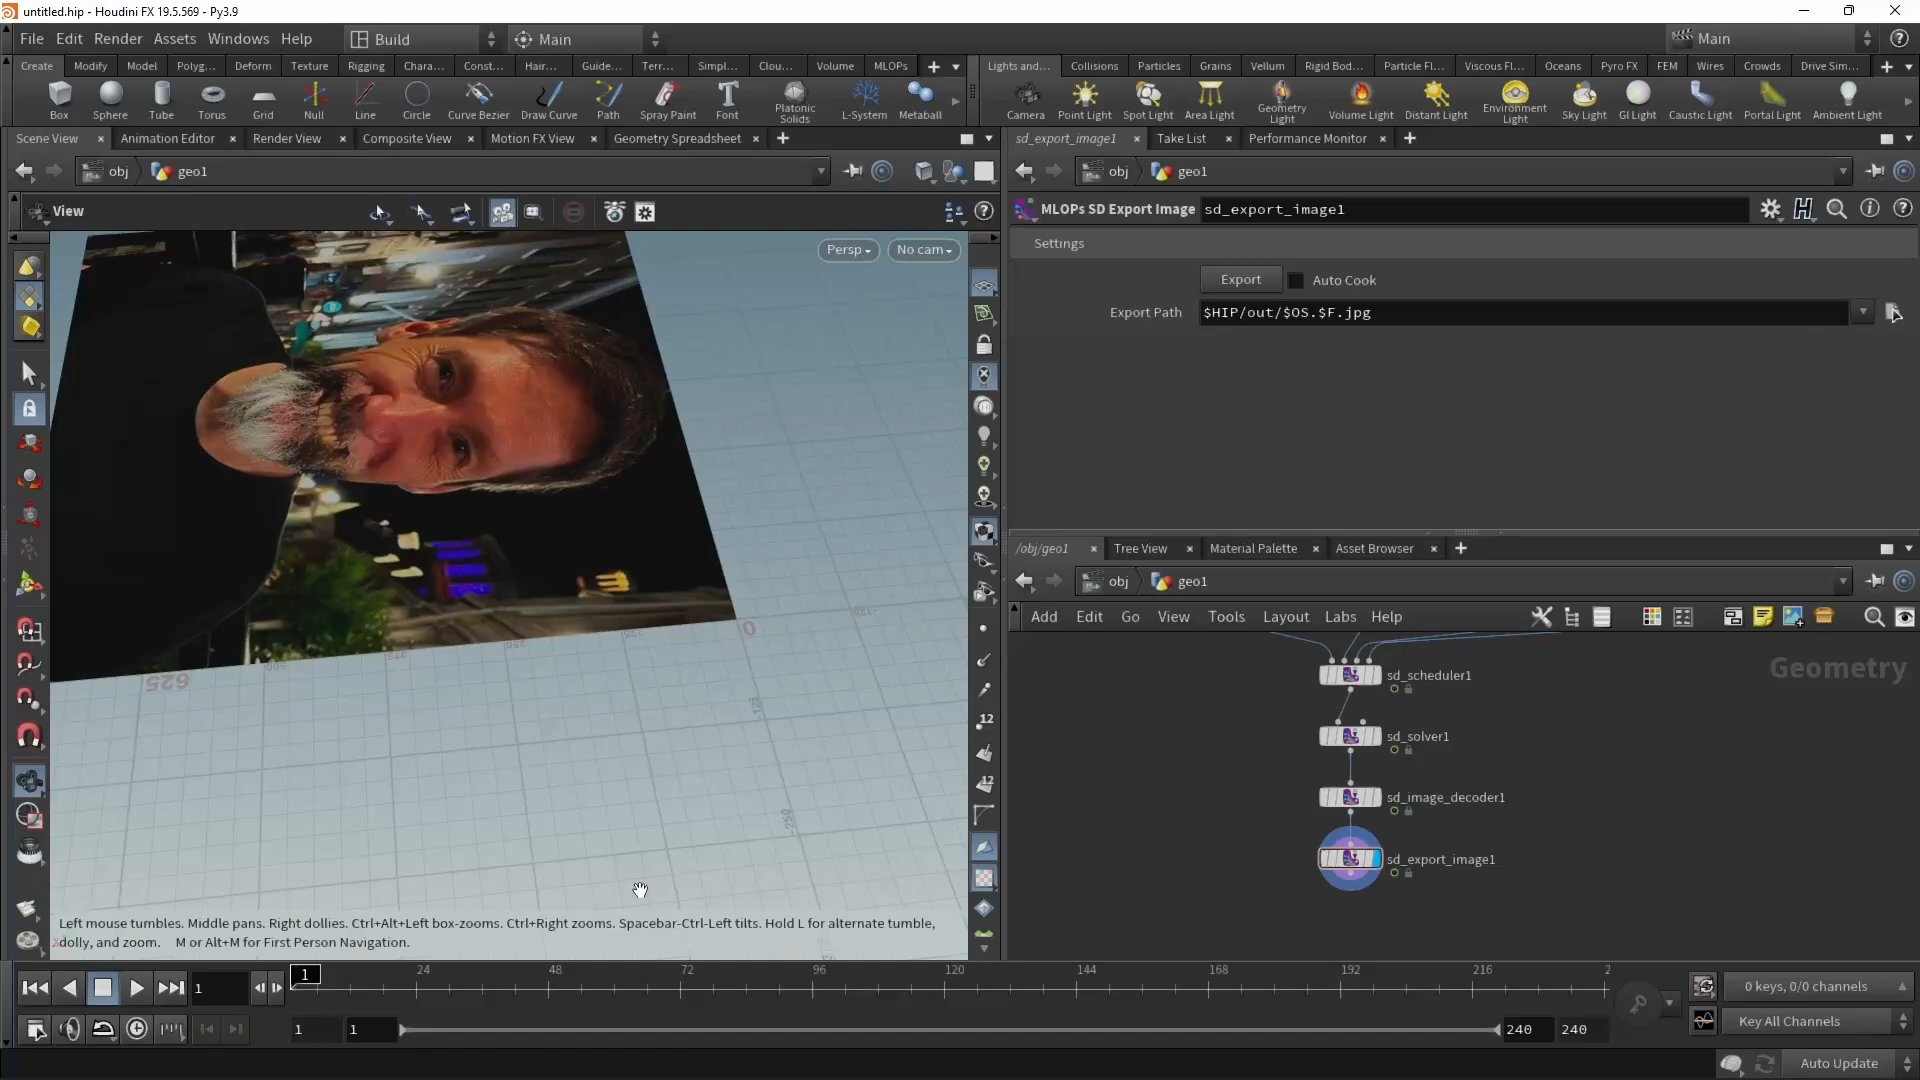 untitled.hip - Houdini FX 19.5.569 - Py3.9
File Edit Render Assets Windows Help Build Main Main
Create Modify Model Polyg... Deform Texture Rigging Chara... Const... Hair... Guide... Terr... Simpl... Clou... Volume MLOPs
Lights and... Collisions Particles Grains Vellum Rigid Bod... Particle Fl... Viscous Fl... Oceans Pyro FX FEM Wires Crowds Drive Sim...
Box Sphere Tube Torus Grid Null Line Circle Curve Bezier Draw Curve Path Spray Paint Font Platonic Solids L-System Metaball
Camera Point Light Spot Light Area Light Geometry Light Volume Light Distant Light Environment Light Sky Light GI Light Caustic Light Portal Light Ambient Light
Scene View Animation Editor Render View Composite View Motion FX View Geometry Spreadsheet
sd_export_image1 Take List Performance Monitor
obj geo1
obj geo1
View
MLOPs SD Export Image sd_export_image1
Persp No cam
Settings
Export Auto Cook
Export Path $HIP/out/$OS.$F.jpg
/obj/geo1 Tree View Material Palette Asset Browser
obj geo1
Add Edit Go View Tools Layout Labs Help
Geometry
sd_scheduler1
sd_solver1
sd_image_decoder1
sd_export_image1
0
625
12
12
Left mouse tumbles. Middle pans. Right dollies. Ctrl+Alt+Left box-zooms. Ctrl+Right zooms. Spacebar-Ctrl-Left tilts. Hold L for alternate tumble,
dolly, and zoom. M or Alt+M for First Person Navigation.
1 24 48 72 96 120 144 168 192 216 2
1
0 keys, 0/0 channels
1 1 240 240
Key All Channels
Auto Update